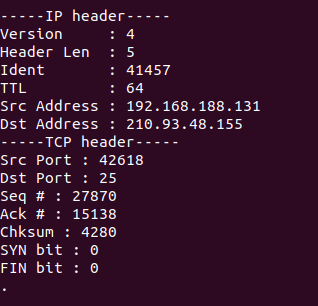 -----IP header-----
Version     : 4
Header Len  : 5
Ident       : 41457
TTL         : 64
Src Address : 192.168.188.131
Dst Address : 210.93.48.155
-----TCP header-----
Src Port : 42618
Dst Port : 25
Seq # : 27870
Ack # : 15138
Chksum : 4280
SYN bit : 0
FIN bit : 0
.